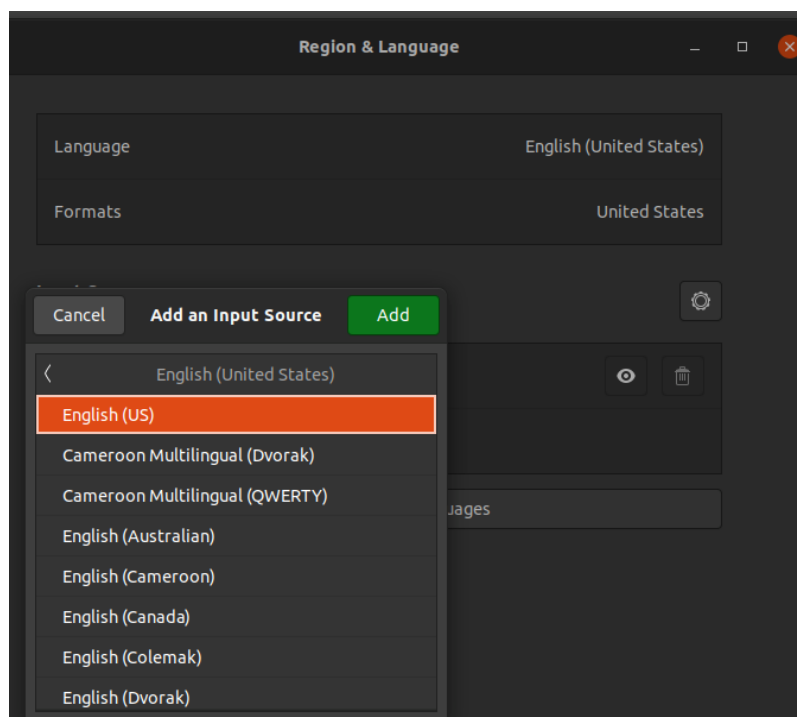 Region & Language
Language English (United States)
Formats United States
Cancel Add an Input Source Add
English (United States)
English (US)
Cameroon Multilingual (Dvorak)
Cameroon Multilingual (QWERTY)
English (Australian)
English (Cameroon)
English (Canada)
English (Colemak)
English (Dvorak)